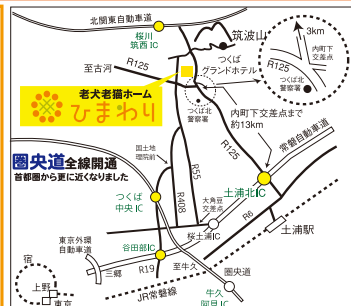 北関東自動車道
桜川
筑西IC
筑波山
つくば
グランドホテル
3km
内町下
交差点
R125
つくば北
警察署
R125
至古河
老犬老猫ホーム
ひまわり
つくば北
警察署
内町下交差点まで
約13km
圏央道全線開通
首都圏から更に近くなりました
国土地
理院前
R125
常磐自動車道
R55
R408
つくば
中央IC
土浦北IC
大角豆
交差点
桜土浦IC
R6
土浦駅
東京外環
自動車道
谷田部IC
三郷
R19
至牛久
圏央道
JR常磐線
牛久
阿見IC
宿
上野
東京